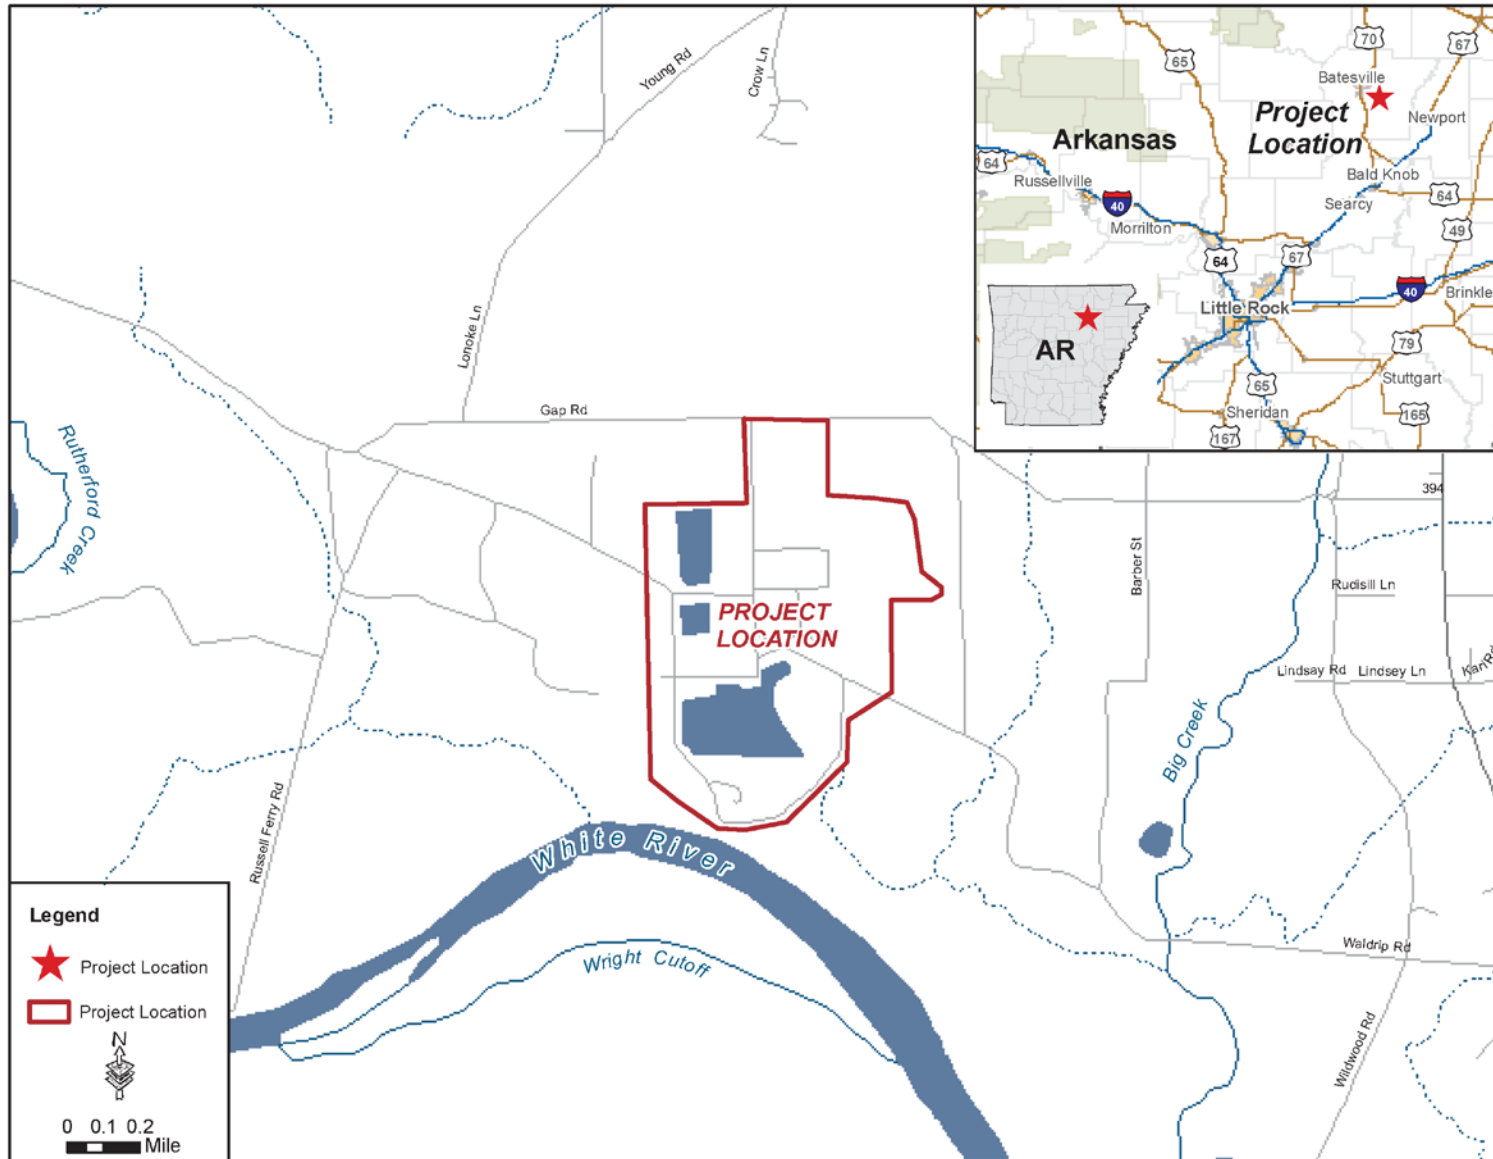 Young Rd
Crow Ln
Lonoke Ln
Gap Rd
Rutherford Creek
PROJECT
LOCATION
Barber St
394
Rudisill Ln
Lindsay Rd
Lindsey Ln
Big Creek
Russell Ferry Rd
White River
Wright Cutoff
Waldrip Rd
Wildwood Rd
70
67
65
Batesville
Project
Location
Newport
Arkansas
64
Russellville
40
Morrilton
Bald Knob
Searcy
64
49
64
67
40
Brinkle
Little Rock
AR
79
65
Stuttgart
Sheridan
165
167
Legend
Project Location
Project Location
N
0 0.1 0.2
Mile